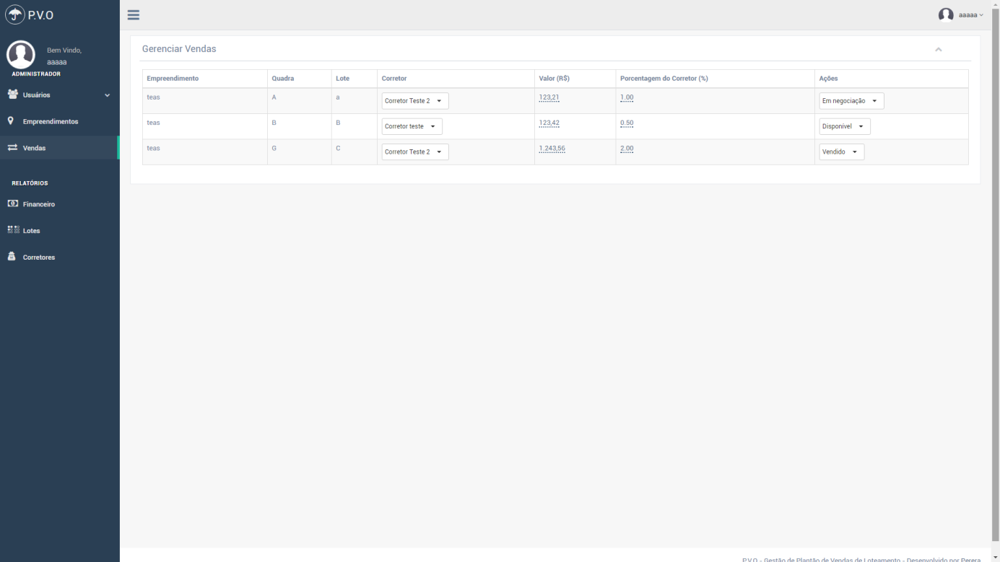 P.V.O
aaaaa
Bem Vindo,
aaaaa
ADMINISTRADOR
Usuários
Empreendimentos
Vendas
RELATÓRIOS
Financeiro
Lotes
Corretores
Gerenciar Vendas
Empreendimento Quadra Lote Corretor Valor (R$) Porcentagem do Corretor (%) Ações
teas A a Corretor Teste 2 123,21 1.00 Em negociação
teas B B Corretor teste 123,42 0.50 Disponível
teas G C Corretor Teste 2 1.243,56 2.00 Vendido
P.V.O - Gestão de Plantão de Vendas de Loteamento - Desenvolvido por Perera